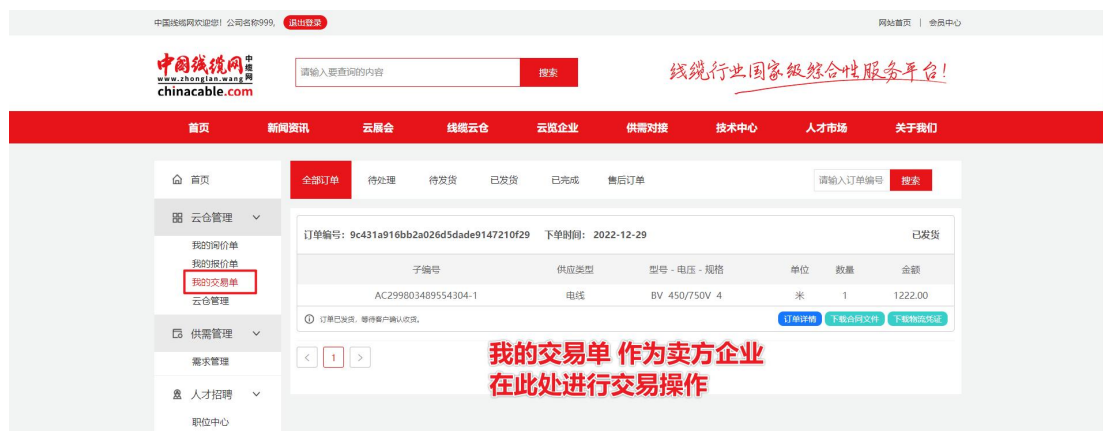 中国线缆网欢迎您！公司名称999, 退出登录 网站首页 | 会员中心
中国线缆网 中缆网
www.zhonglan.wang
chinacable.com
请输入要查询的内容 搜索
线缆行业国家级综合性服务平台！
首页 新闻资讯 云展会 线缆云仓 云览企业 供需对接 技术中心 人才市场 关于我们
首页
云仓管理
我的询价单
我的报价单
我的交易单
云仓管理
供需管理
需求管理
人才招聘
职位中心
全部订单 待处理 待发货 已发货 已完成 售后订单 请输入订单编号 搜索
订单编号：9c431a916bb2a026d5dade9147210f29 下单时间：2022-12-29 已发货
子编号 供应类型 型号 - 电压 - 规格 单位 数量 金额
AC299803489554304-1 电线 BV 450/750V 4 米 1 1222.00
订单已发货，等待客户确认收货。 订单详情 下载合同文件 下载物流凭证
< 1 >
我的交易单 作为卖方企业
在此处进行交易操作